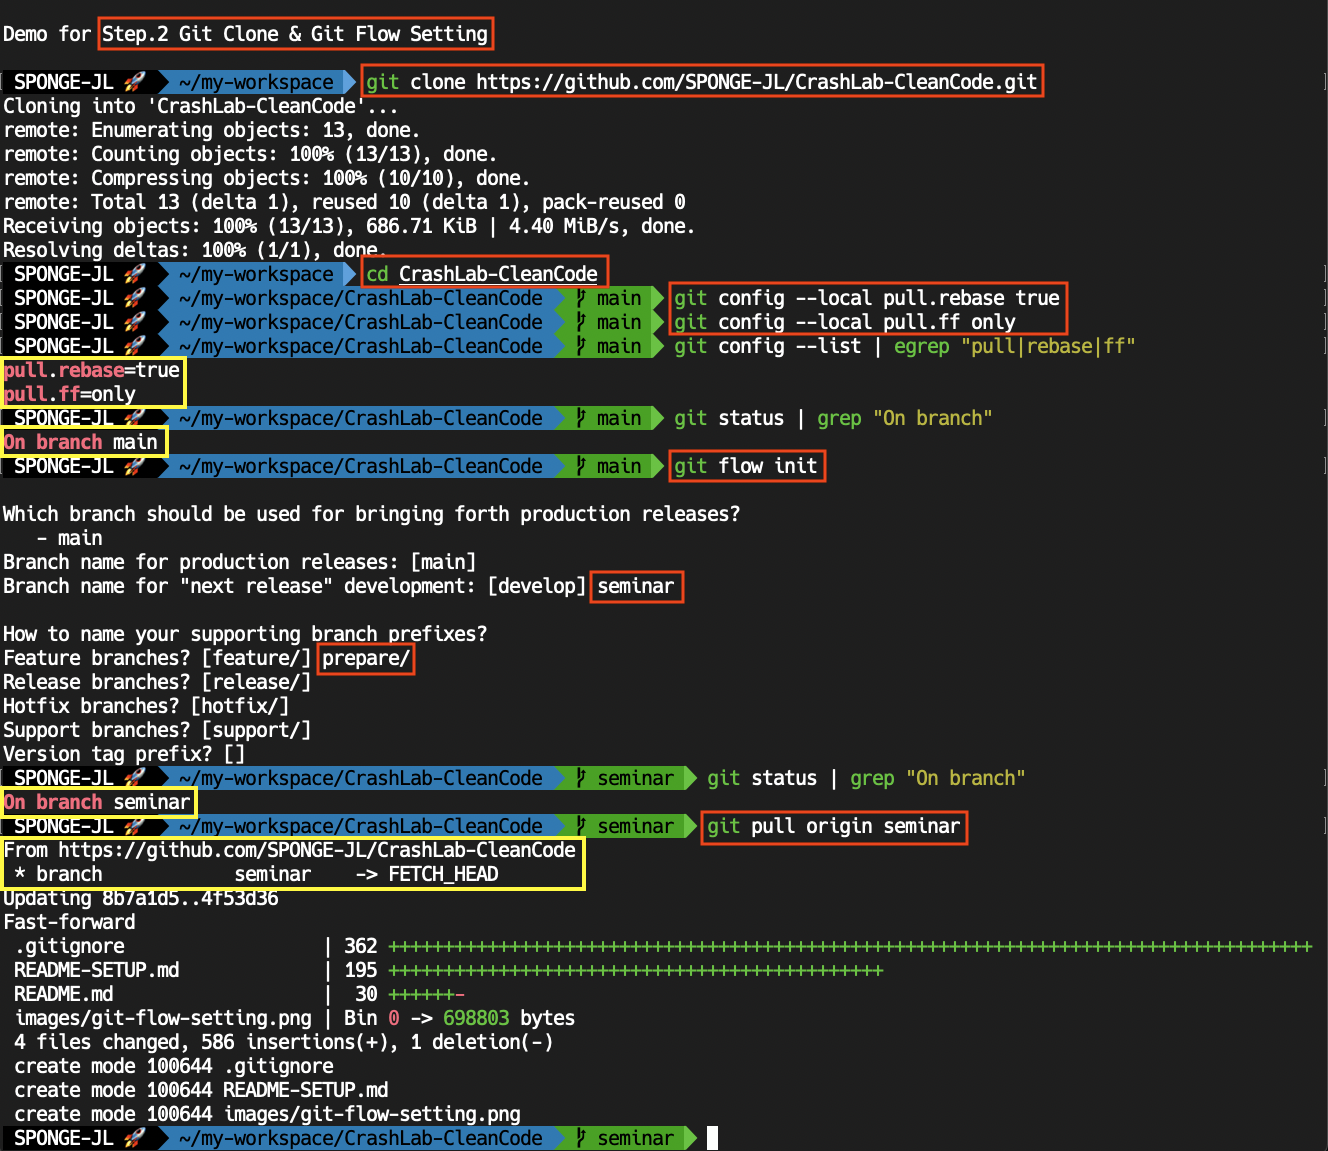 Demo for Step.2 Git Clone & Git Flow Setting
SPONGE-JL 🚀 ~/my-workspace git clone https://github.com/SPONGE-JL/CrashLab-CleanCode.git
Cloning into 'CrashLab-CleanCode'...
remote: Enumerating objects: 13, done.
remote: Counting objects: 100% (13/13), done.
remote: Compressing objects: 100% (10/10), done.
remote: Total 13 (delta 1), reused 10 (delta 1), pack-reused 0
Receiving objects: 100% (13/13), 686.71 KiB | 4.40 MiB/s, done.
Resolving deltas: 100% (1/1), done.
SPONGE-JL 🚀 ~/my-workspace cd CrashLab-CleanCode
SPONGE-JL 🚀 ~/my-workspace/CrashLab-CleanCode main git config --local pull.rebase true
SPONGE-JL 🚀 ~/my-workspace/CrashLab-CleanCode main git config --local pull.ff only
SPONGE-JL 🚀 ~/my-workspace/CrashLab-CleanCode main git config --list | egrep "pull|rebase|ff"
pull.rebase=true
pull.ff=only
SPONGE-JL 🚀 ~/my-workspace/CrashLab-CleanCode main git status | grep "On branch"
On branch main
SPONGE-JL 🚀 ~/my-workspace/CrashLab-CleanCode main git flow init
Which branch should be used for bringing forth production releases?
- main
Branch name for production releases: [main]
Branch name for "next release" development: [develop] seminar
How to name your supporting branch prefixes?
Feature branches? [feature/] prepare/
Release branches? [release/]
Hotfix branches? [hotfix/]
Support branches? [support/]
Version tag prefix? []
SPONGE-JL 🚀 ~/my-workspace/CrashLab-CleanCode seminar git status | grep "On branch"
On branch seminar
SPONGE-JL 🚀 ~/my-workspace/CrashLab-CleanCode seminar git pull origin seminar
From https://github.com/SPONGE-JL/CrashLab-CleanCode
* branch seminar -> FETCH_HEAD
Updating 8b7a1d5..4f53d36
Fast-forward
.gitignore | 362 ++++++++++++++++++++++++++++++++++++++++++++++++++++++++++++++++++++++++++++++++++++
README-SETUP.md | 195 +++++++++++++++++++++++++++++++++++++++++++++
README.md | 30 ++++++-
images/git-flow-setting.png | Bin 0 -> 698803 bytes
4 files changed, 586 insertions(+), 1 deletion(-)
create mode 100644 .gitignore
create mode 100644 README-SETUP.md
create mode 100644 images/git-flow-setting.png
SPONGE-JL 🚀 ~/my-workspace/CrashLab-CleanCode seminar